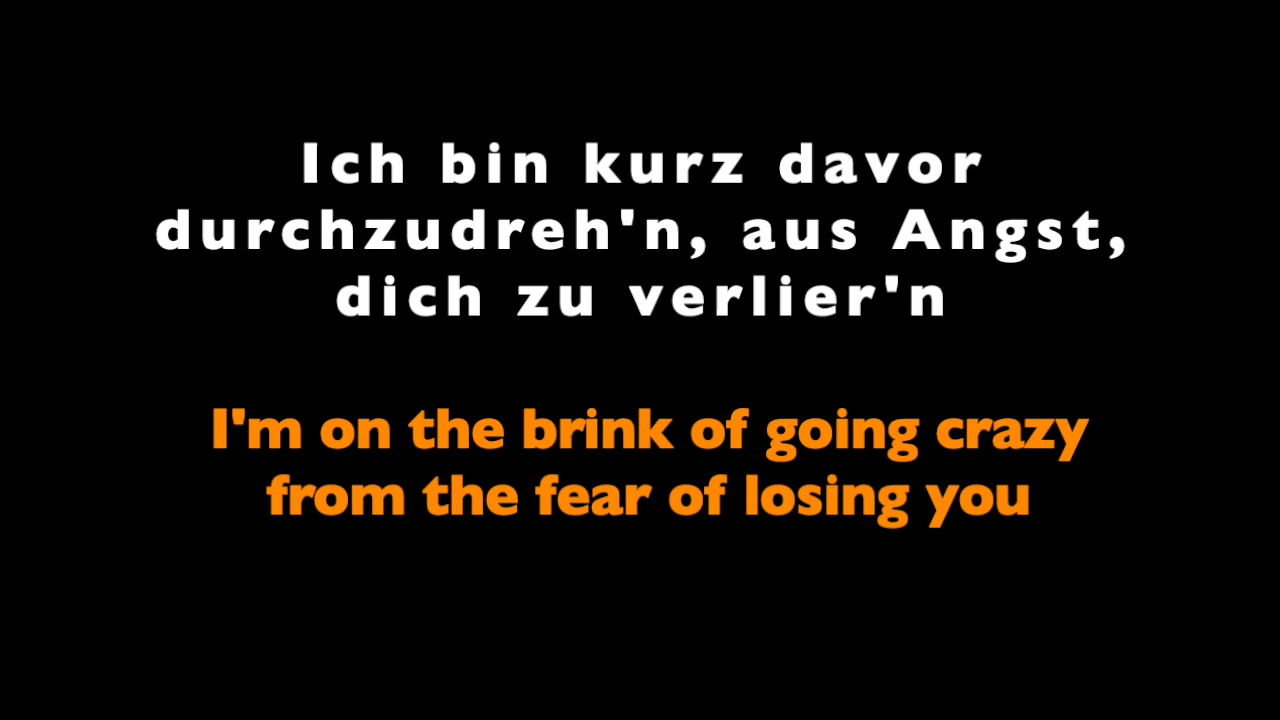 Ich bin kurz davor
durchzudreh'n, aus Angst,
dich zu verlier'n
I'm on the brink of going crazy
from the fear of losing you